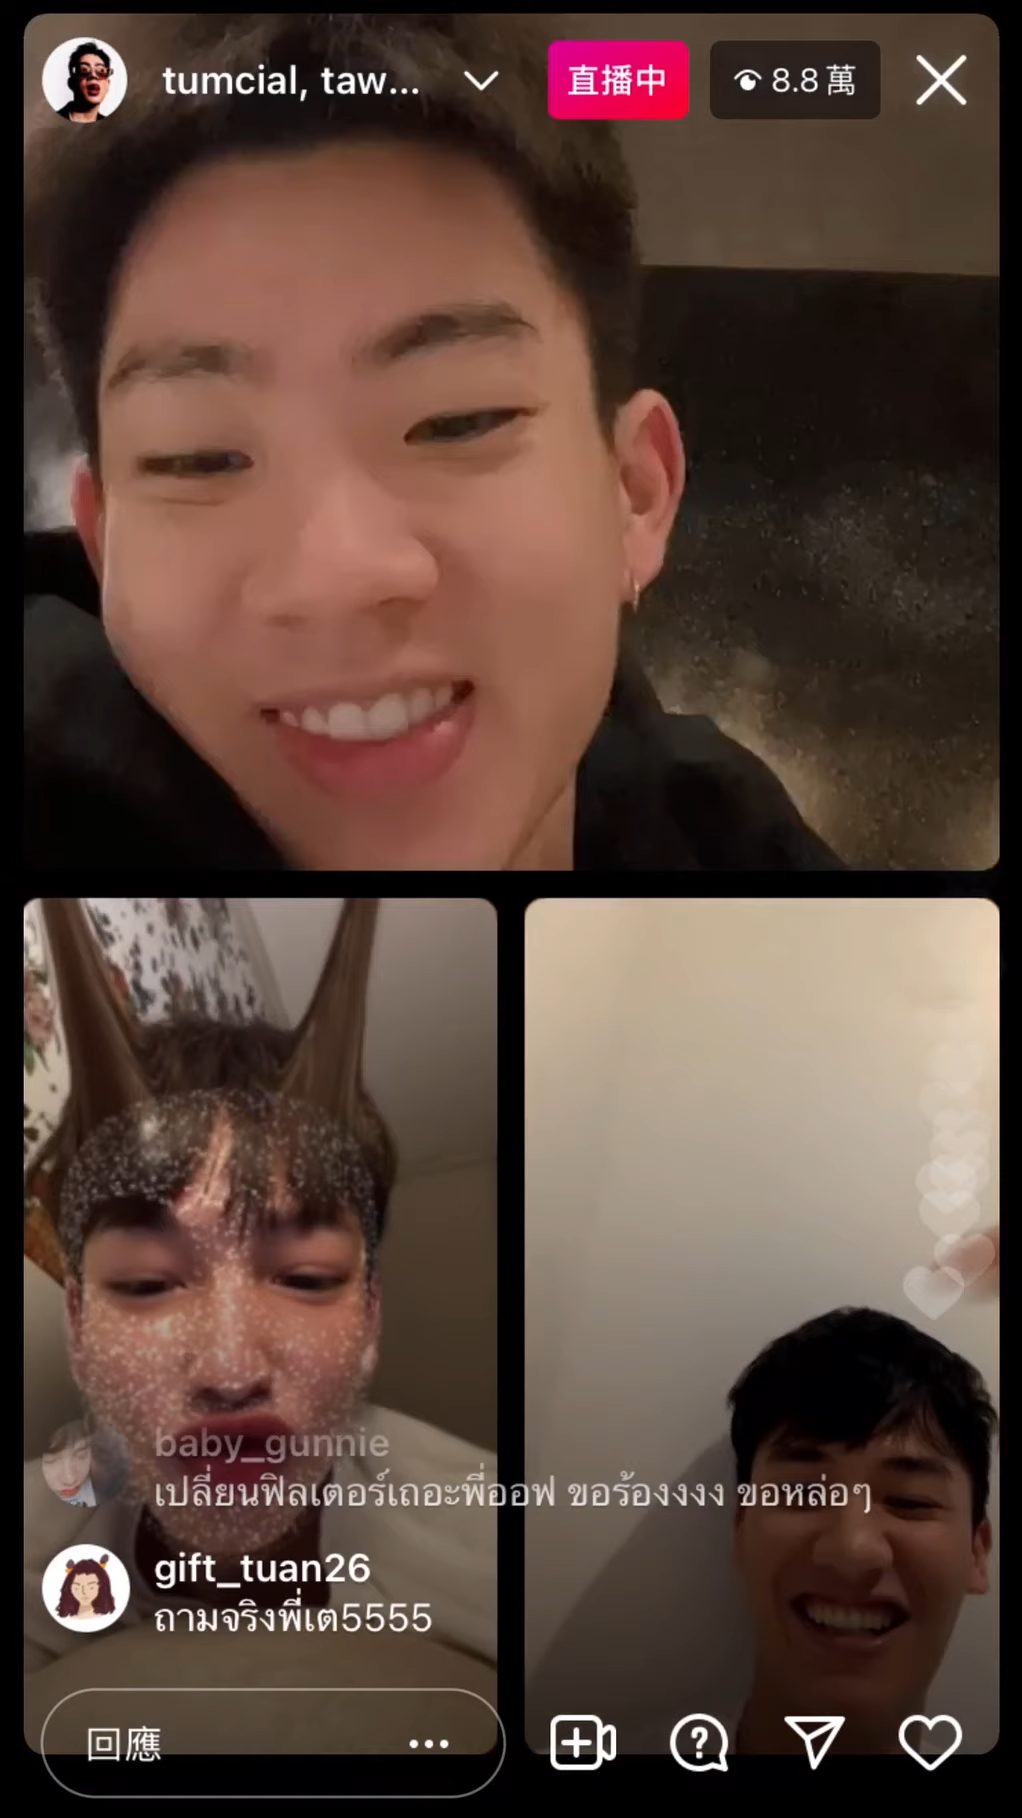 tumcial, taw...
直播中
8.8 萬
baby_gunnie
เปลี่ยนฟิลเตอร์เถอะพี่ออฟ ขอร้องงงง ขอหล่อๆ
gift_tuan26
ถามจริงพี่เต5555
回應